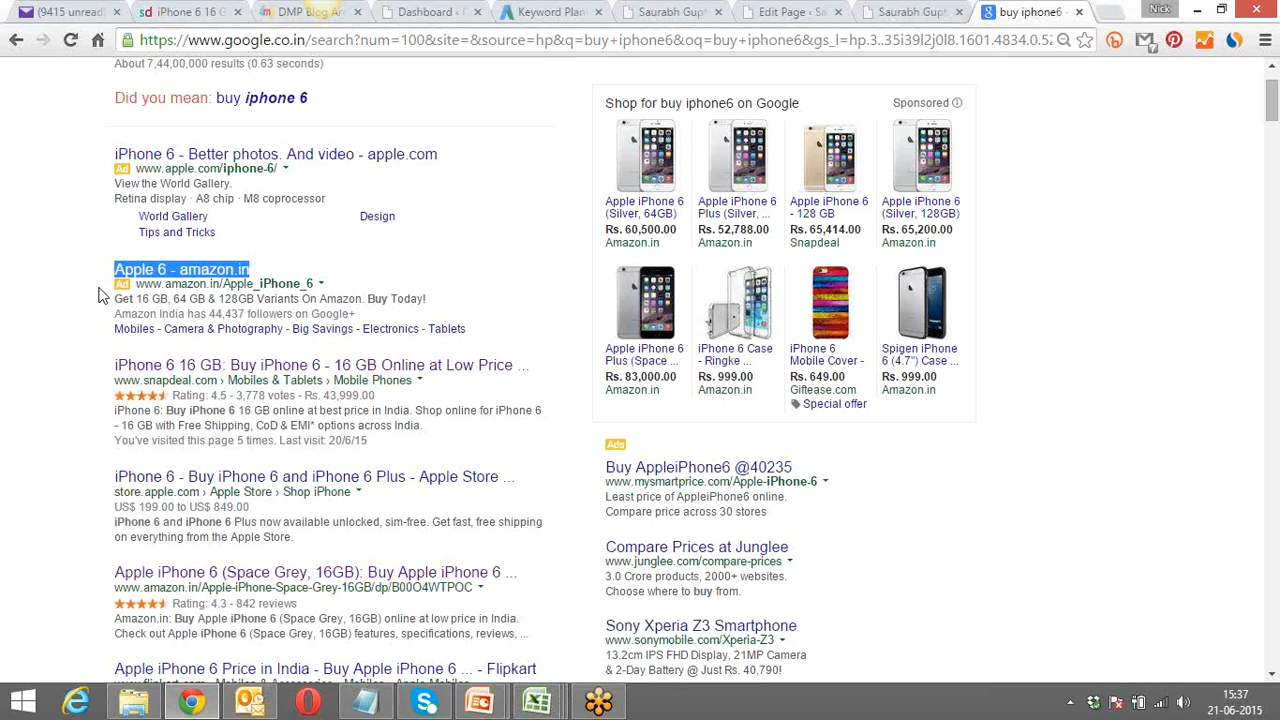 (9415 unread)
iPhone 6 16 G
DMP Blog Ar
Dashboard
Keyword Plan
Saurabh Gupt
Edit Page
Saurabh Gupt
buy iphone6 -
Nick
https://www.google.co.in/search?num=100&site=&source=hp&q=buy+iphone6&oq=buy+iphone6&gs_l=hp.3..35i39l2j0l8.1601.4834.0.52
About 7,44,00,000 results (0.63 seconds)
Did you mean: buy iphone 6
iPhone 6 - Better photos. And video - apple.com
Ad www.apple.com/iphone-6/
View the World Gallery.
Retina display · A8 chip · M8 coprocessor
World Gallery Design
Tips and Tricks
Apple 6 - amazon.in
Ad www.amazon.in/Apple_iPhone_6
Get 16 GB, 64 GB & 128GB Variants On Amazon. Buy Today!
Amazon India has 44,437 followers on Google+
Mobiles - Camera & Photography - Big Savings - Electronics - Tablets
iPhone 6 16 GB: Buy iPhone 6 - 16 GB Online at Low Price ...
www.snapdeal.com › Mobiles & Tablets › Mobile Phones
Rating: 4.5 - 3,778 votes - Rs. 43,999.00
iPhone 6: Buy iPhone 6 16 GB online at best price in India. Shop online for iPhone 6
- 16 GB with Free Shipping, CoD & EMI* options across India.
You've visited this page 5 times. Last visit: 20/6/15
iPhone 6 - Buy iPhone 6 and iPhone 6 Plus - Apple Store ...
store.apple.com › Apple Store › Shop iPhone
US$ 199.00 to US$ 849.00
iPhone 6 and iPhone 6 Plus now available unlocked, sim-free. Get fast, free shipping
on everything from the Apple Store.
Apple iPhone 6 (Space Grey, 16GB): Buy Apple iPhone 6 ...
www.amazon.in/Apple-iPhone-Space-Grey-16GB/dp/B00O4WTPOC
Rating: 4.3 - 842 reviews
Amazon.in: Buy Apple iPhone 6 (Space Grey, 16GB) online at low price in India.
Check out Apple iPhone 6 (Space Grey, 16GB) features, specifications, reviews, ...
Apple iPhone 6 Price in India - Buy Apple iPhone 6 ... - Flipkart
Shop for buy iphone6 on Google
Sponsored
Apple iPhone 6
(Silver, 64GB)
Rs. 60,500.00
Amazon.in
Apple iPhone 6
Plus (Silver, ...
Rs. 52,788.00
Amazon.in
Apple iPhone 6
- 128 GB
Rs. 65,414.00
Snapdeal
Apple iPhone 6
(Silver, 128GB)
Rs. 65,200.00
Amazon.in
Apple iPhone 6
Plus (Space ...
Rs. 83,000.00
Amazon.in
iPhone 6 Case
- Ringke ...
Rs. 999.00
Amazon.in
iPhone 6
Mobile Cover -
Rs. 649.00
Giftease.com
Special offer
Spigen iPhone
6 (4.7") Case ...
Rs. 999.00
Amazon.in
Ads
Buy AppleiPhone6 @40235
www.mysmartprice.com/Apple-iPhone-6
Least price of AppleiPhone6 online.
Compare price across 30 stores
Compare Prices at Junglee
www.junglee.com/compare-prices
3.0 Crore products, 2000+ websites.
Choose where to buy from.
Sony Xperia Z3 Smartphone
www.sonymobile.com/Xperia-Z3
13.2cm IPS FHD Display, 21MP Camera
& 2-Day Battery @ Just Rs. 40,790!
15:37
21-06-2015